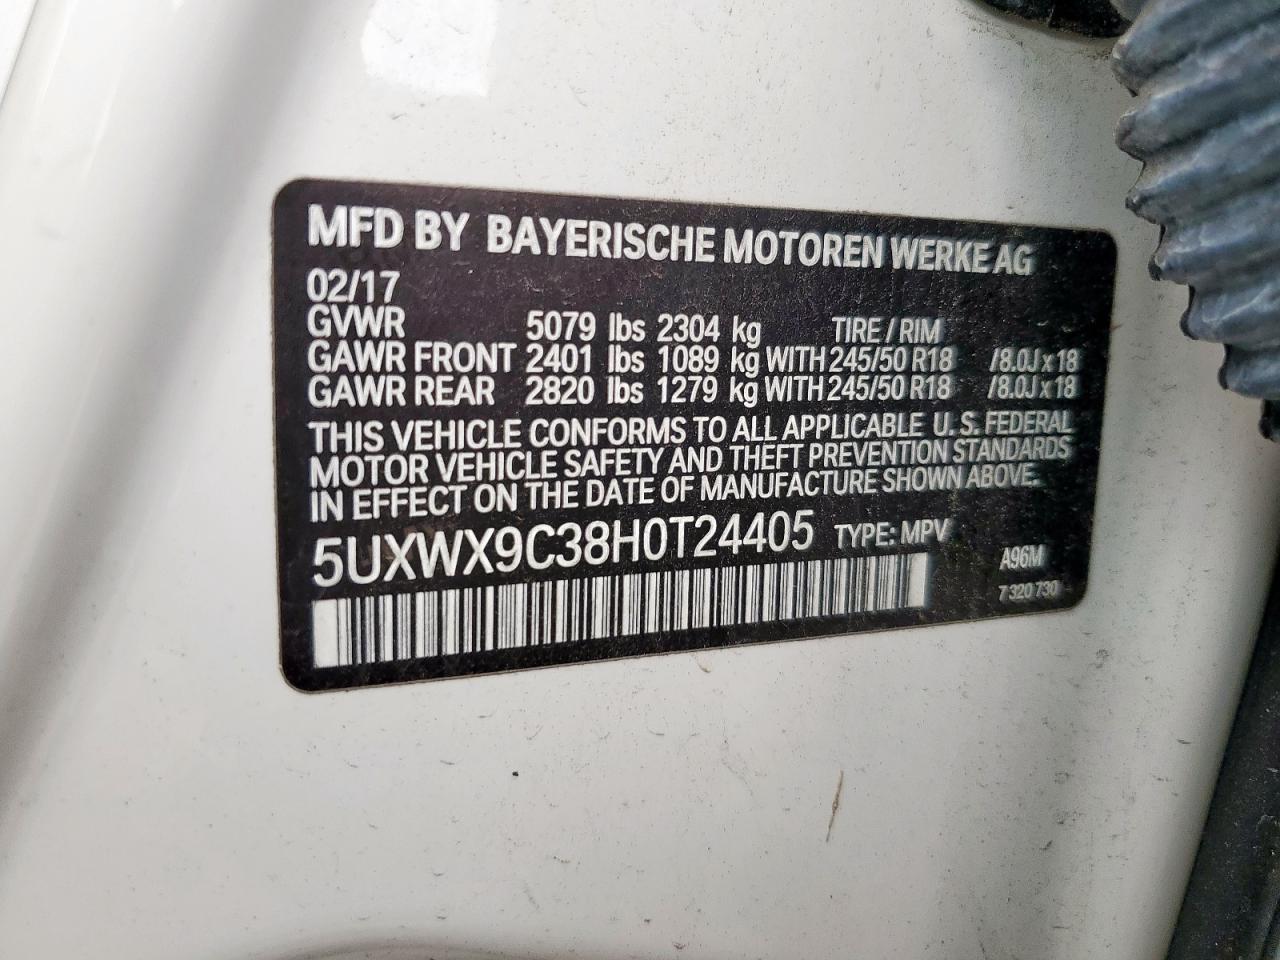 MFD BY BAYERISCHE MOTOREN WERKE AG
02/17
GVWR 5079 lbs 2304 kg TIRE / RIM
GAWR FRONT 2401 lbs 1089 kg WITH 245/50 R18 /8.0J x 18
GAWR REAR 2820 lbs 1279 kg WITH 245/50 R18 /8.0J x 18
THIS VEHICLE CONFORMS TO ALL APPLICABLE U.S. FEDERAL
MOTOR VEHICLE SAFETY AND THEFT PREVENTION STANDARDS
IN EFFECT ON THE DATE OF MANUFACTURE SHOWN ABOVE.
5UXWX9C38H0T24405 TYPE: MPV
A96M
7 320 730